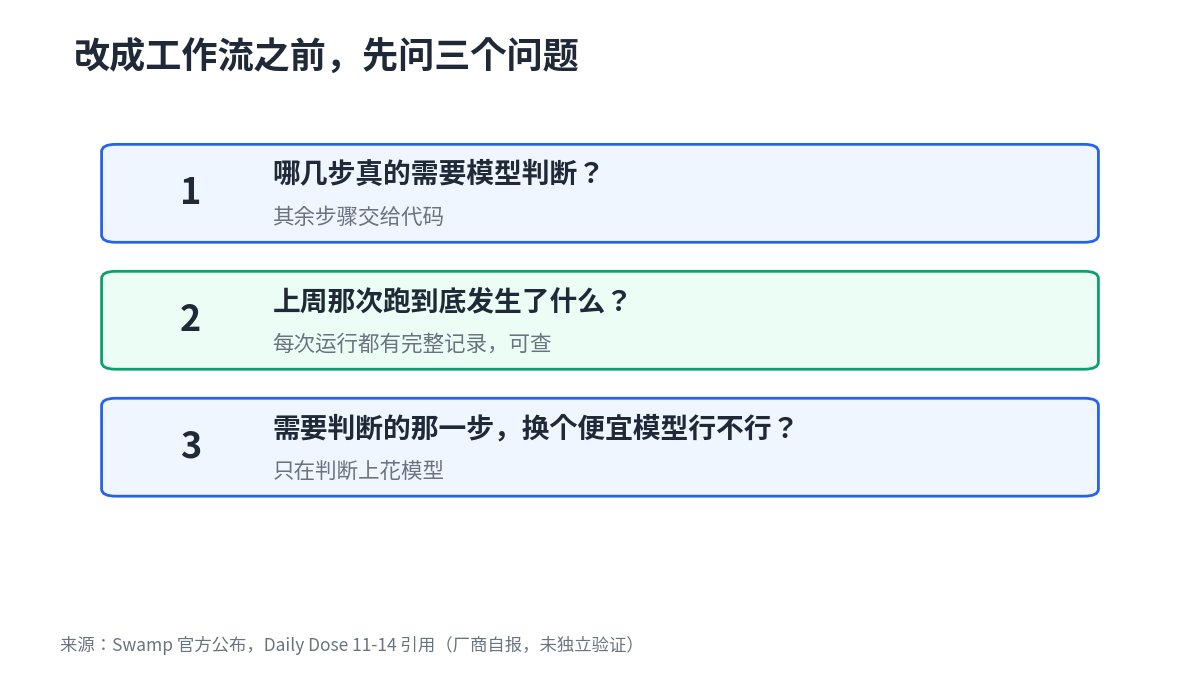 改成工作流之前，先问三个问题
1
哪几步真的需要模型判断？
其余步骤交给代码
2
上周那次跑到底发生了什么？
每次运行都有完整记录，可查
3
需要判断的那一步，换个便宜模型行不行？
只在判断上花模型
来源：Swamp 官方公布，Daily Dose 11-14 引用（厂商自报，未独立验证）